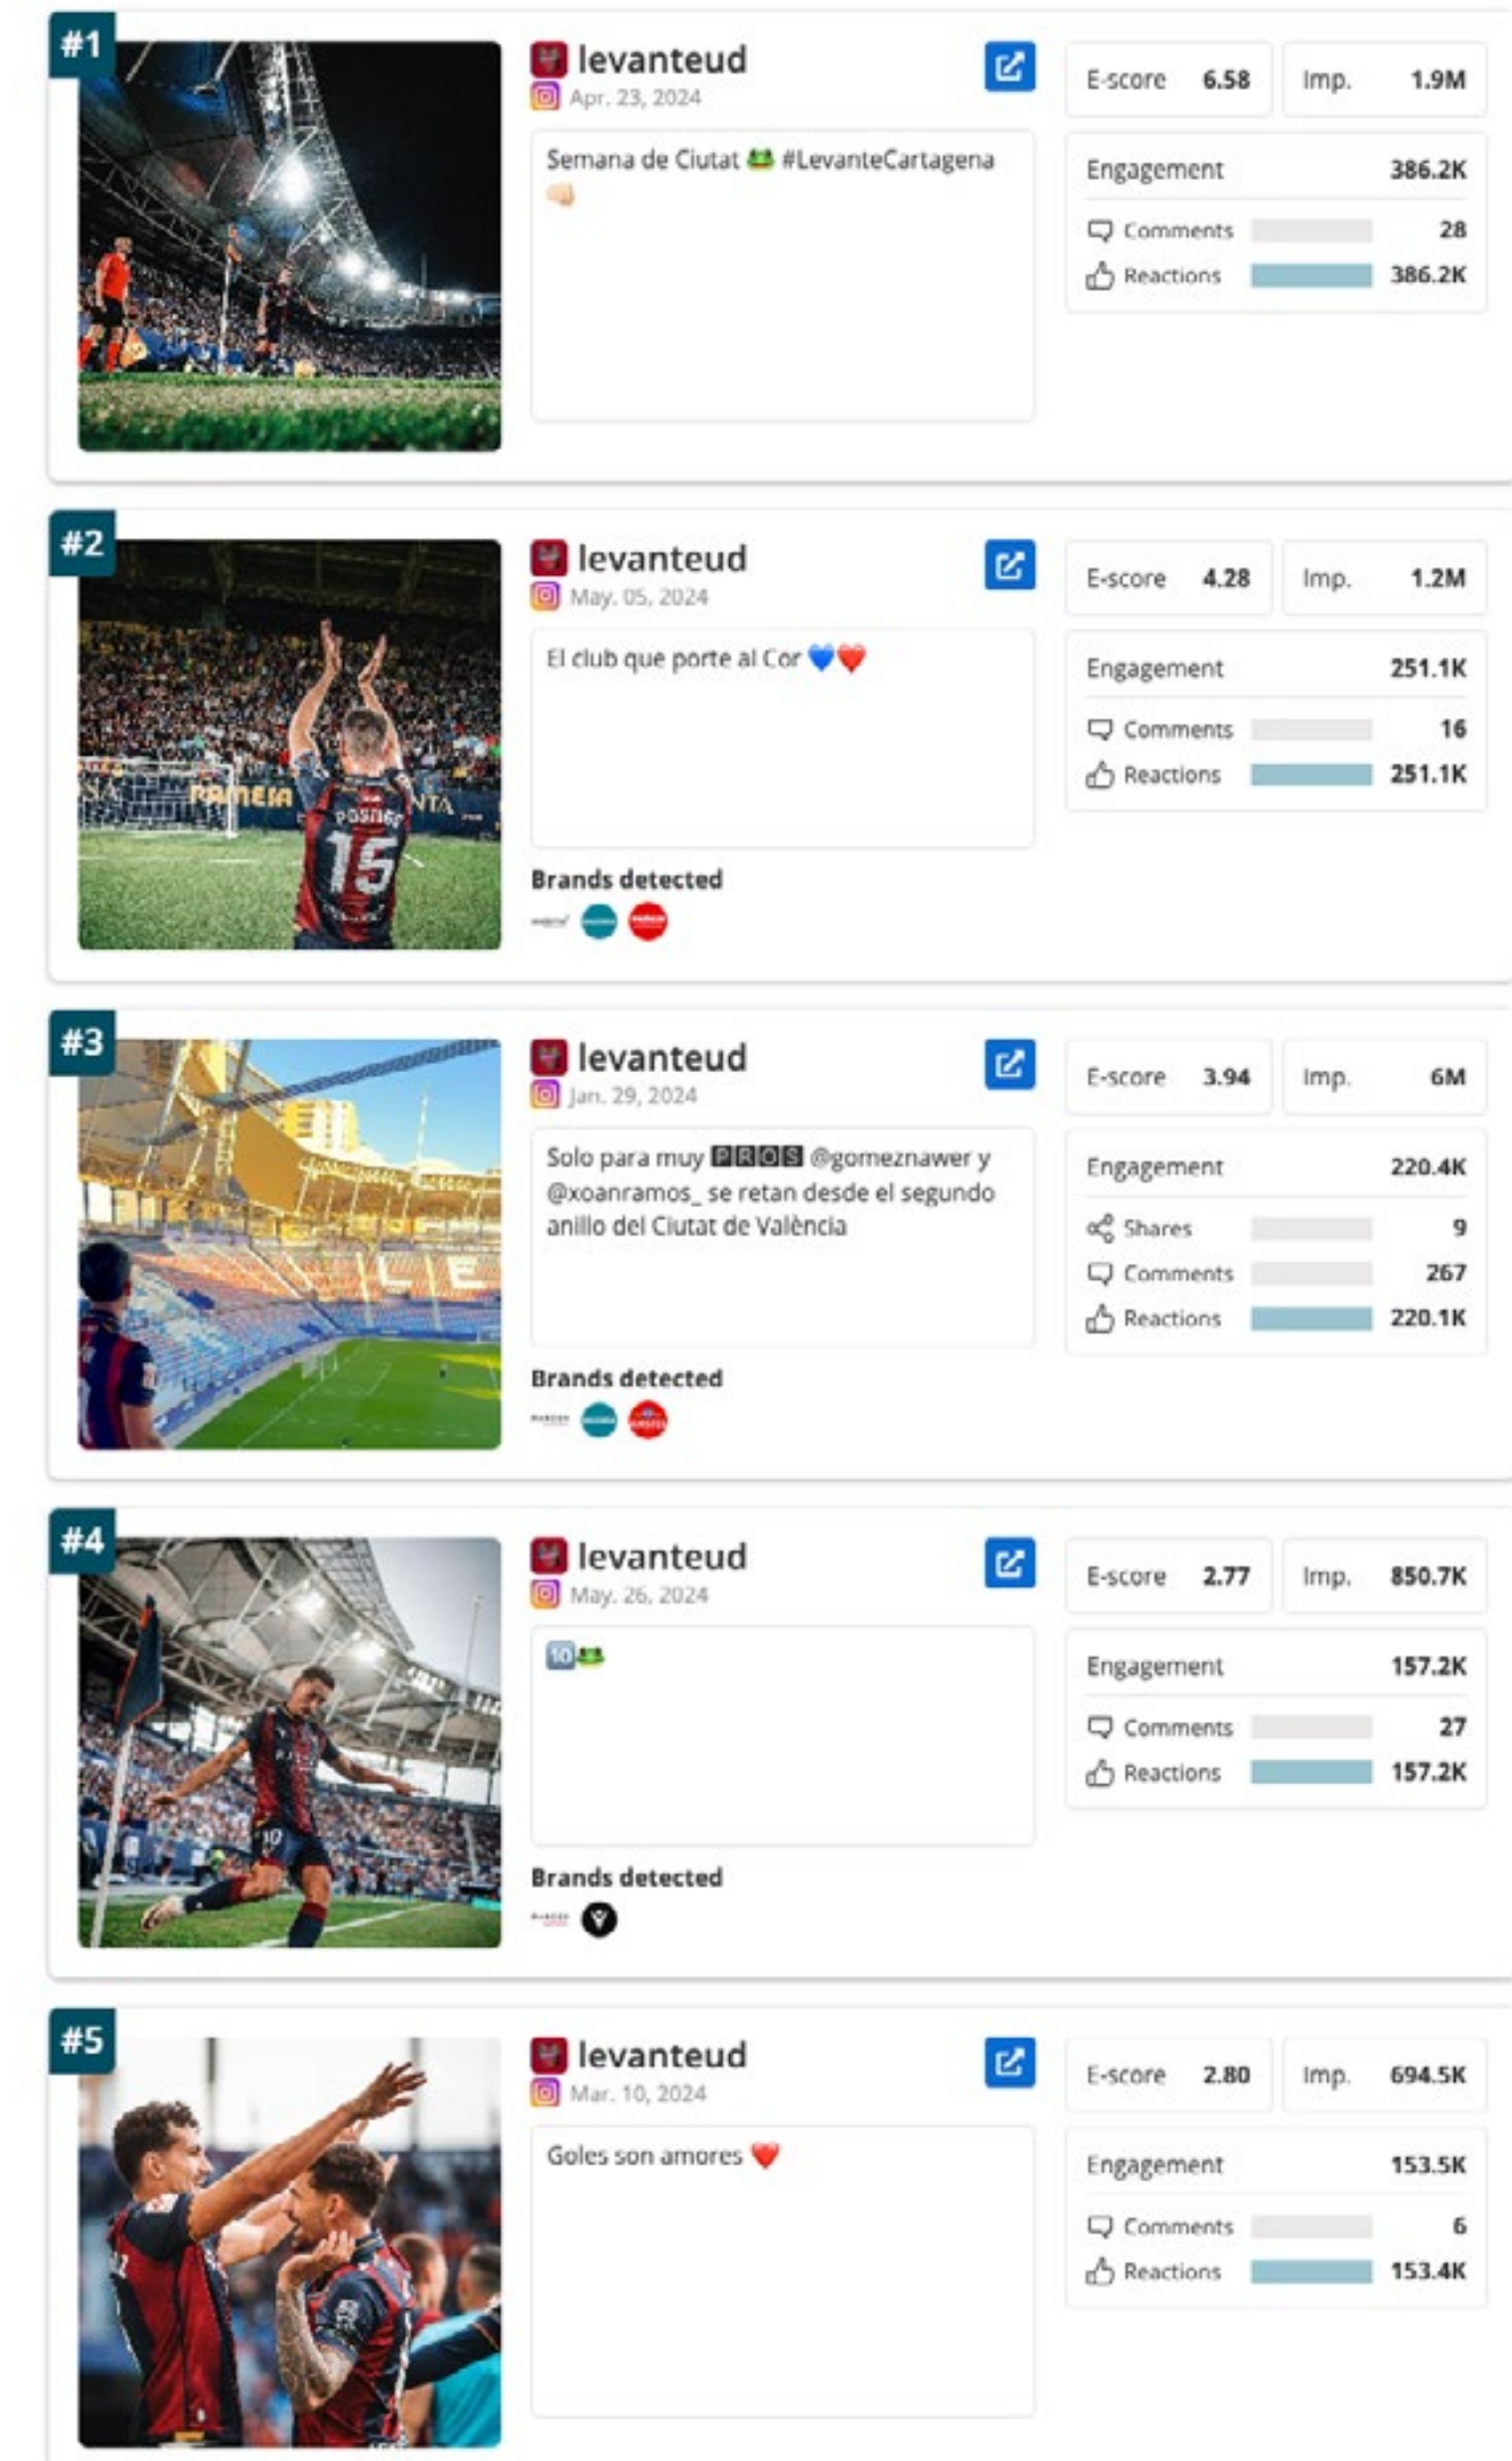 #1
levanteud
Apr. 23, 2024
Semana de Ciutat 🐸 #LevanteCartagena
👊🏻
E-score 6.58
Imp. 1.9M
Engagement 386.2K
Comments 28
Reactions 386.2K
#2
PAMESA
15
levanteud
May. 05, 2024
El club que porte al Cor 💙❤️
Brands detected
E-score 4.28
Imp. 1.2M
Engagement 251.1K
Comments 16
Reactions 251.1K
#3
LE
levanteud
Jan. 29, 2024
Solo para muy 🅿🆁🅾🆂 @gomeznawer y
@xoanramos_ se retan desde el segundo
anillo del Ciutat de València
Brands detected
E-score 3.94
Imp. 6M
Engagement 220.4K
Shares 9
Comments 267
Reactions 220.1K
#4
10
levanteud
May. 26, 2024
🔟🐸
Brands detected
E-score 2.77
Imp. 850.7K
Engagement 157.2K
Comments 27
Reactions 157.2K
#5
levanteud
Mar. 10, 2024
Goles son amores ❤️
E-score 2.80
Imp. 694.5K
Engagement 153.5K
Comments 6
Reactions 153.4K